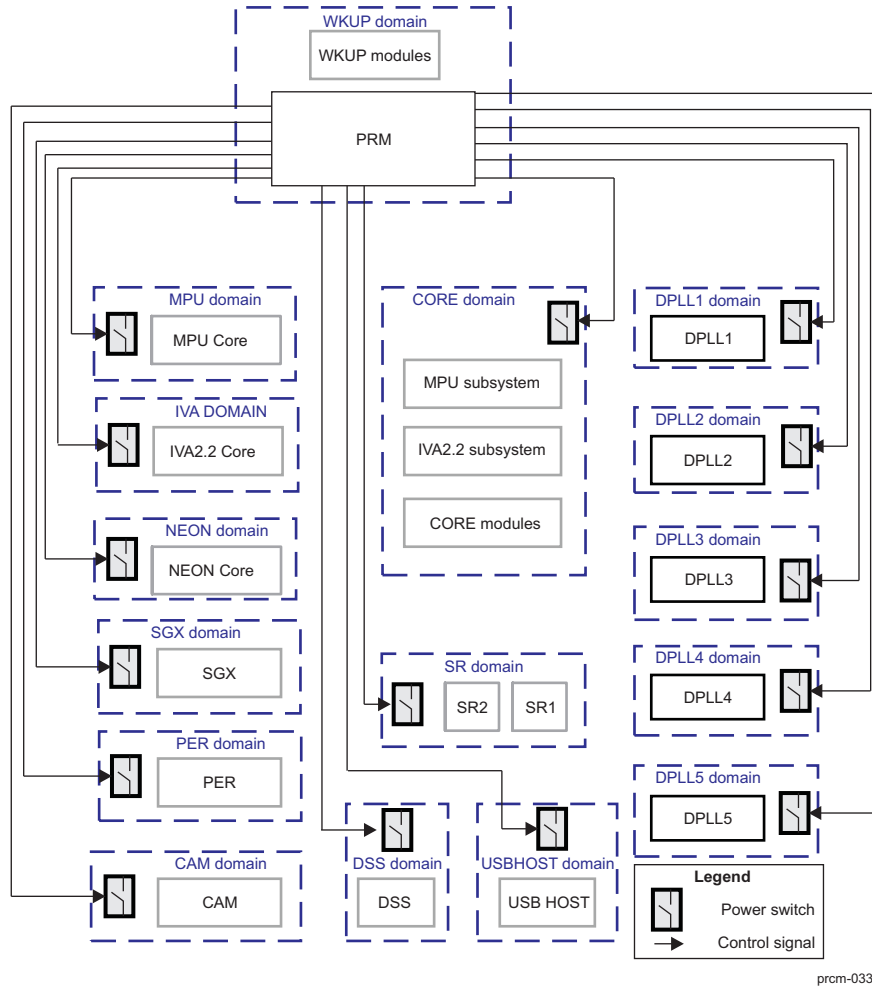 WKUP domain
WKUP modules
PRM
MPU domain
MPU Core
IVA DOMAIN
IVA2.2 Core
NEON domain
NEON Core
SGX domain
SGX
PER domain
PER
CAM domain
CAM
CORE domain
MPU subsystem
IVA2.2 subsystem
CORE modules
SR domain
SR2
SR1
DSS domain
DSS
USBHOST domain
USB HOST
DPLL1 domain
DPLL1
DPLL2 domain
DPLL2
DPLL3 domain
DPLL3
DPLL4 domain
DPLL4
DPLL5 domain
DPLL5
Legend
Power switch
Control signal
prcm-033